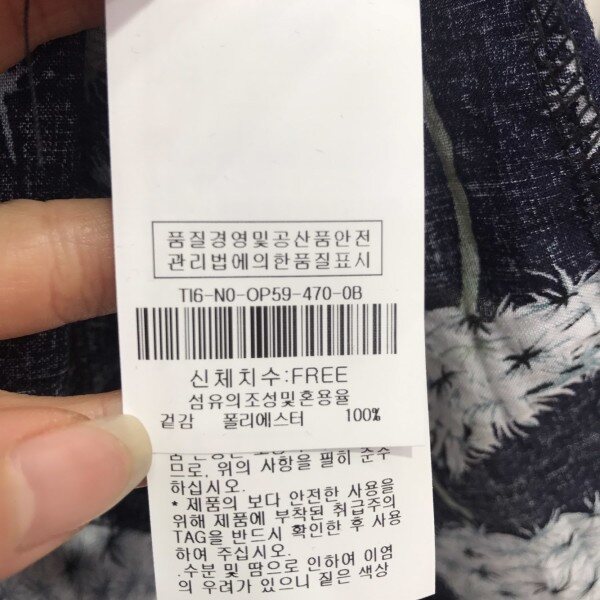 품질경영및공산품안전
관리법에의한품질표시
TI6-N0-OP59-470-0B
신체치수:FREE
섬유의조성및혼용율
겉감 폴리에스터 100%
므로, 위의 사항을 필히 준수
하십시오.
* 제품의 보다 안전한 사용을
위해 제품에 부착된 취급주의
TAG을 반드시 확인한 후 사용
하여 주십시오.
.수분 및 땀으로 인하여 이염
의 우려가 있으니 짙은 색상